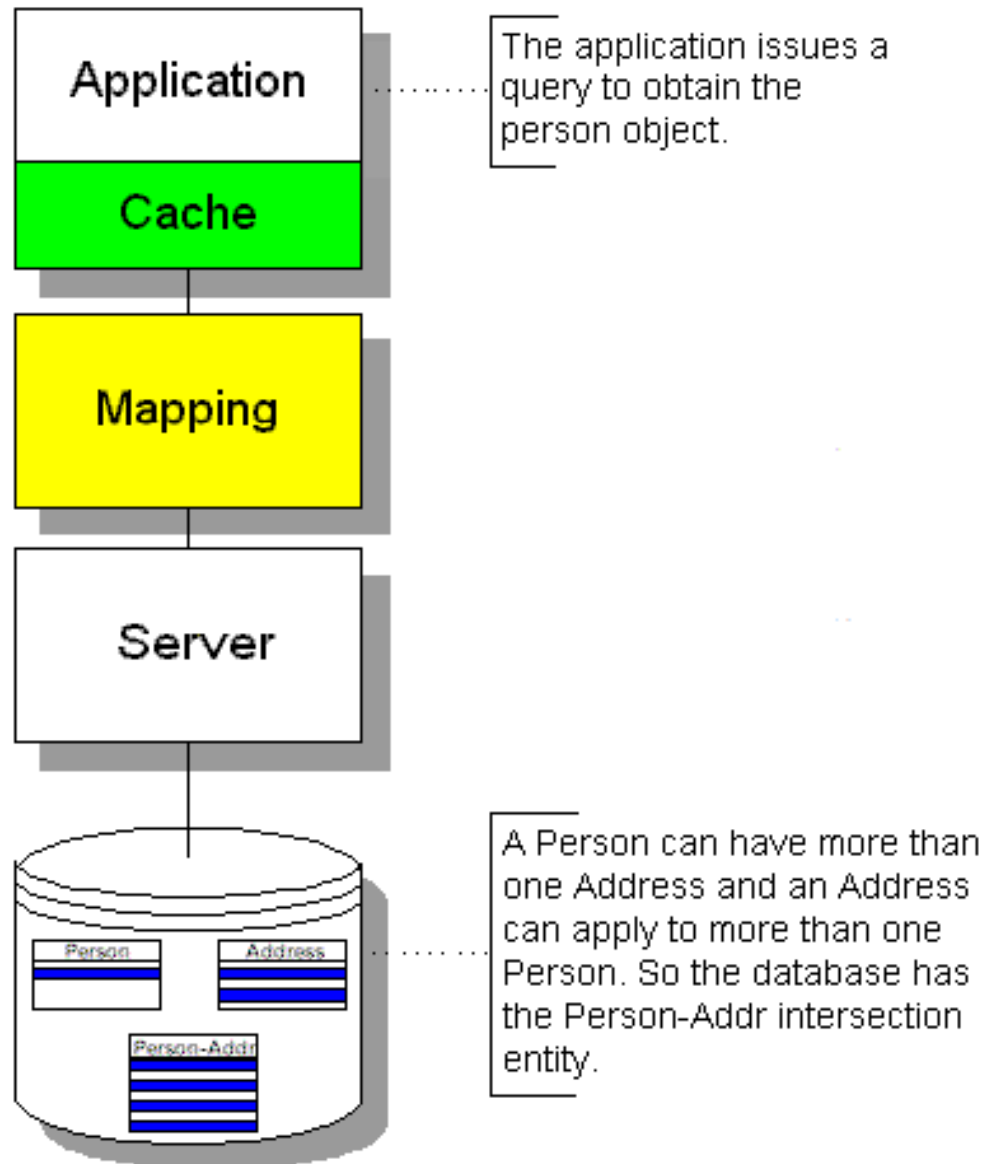 Application
The application issues a
query to obtain the
person object.
Cache
Mapping
Server
A Person can have more than
one Address and an Address
can apply to more than one
Person. So the database has
the Person-Addr intersection
entity.
Person
Address
Person-Addr